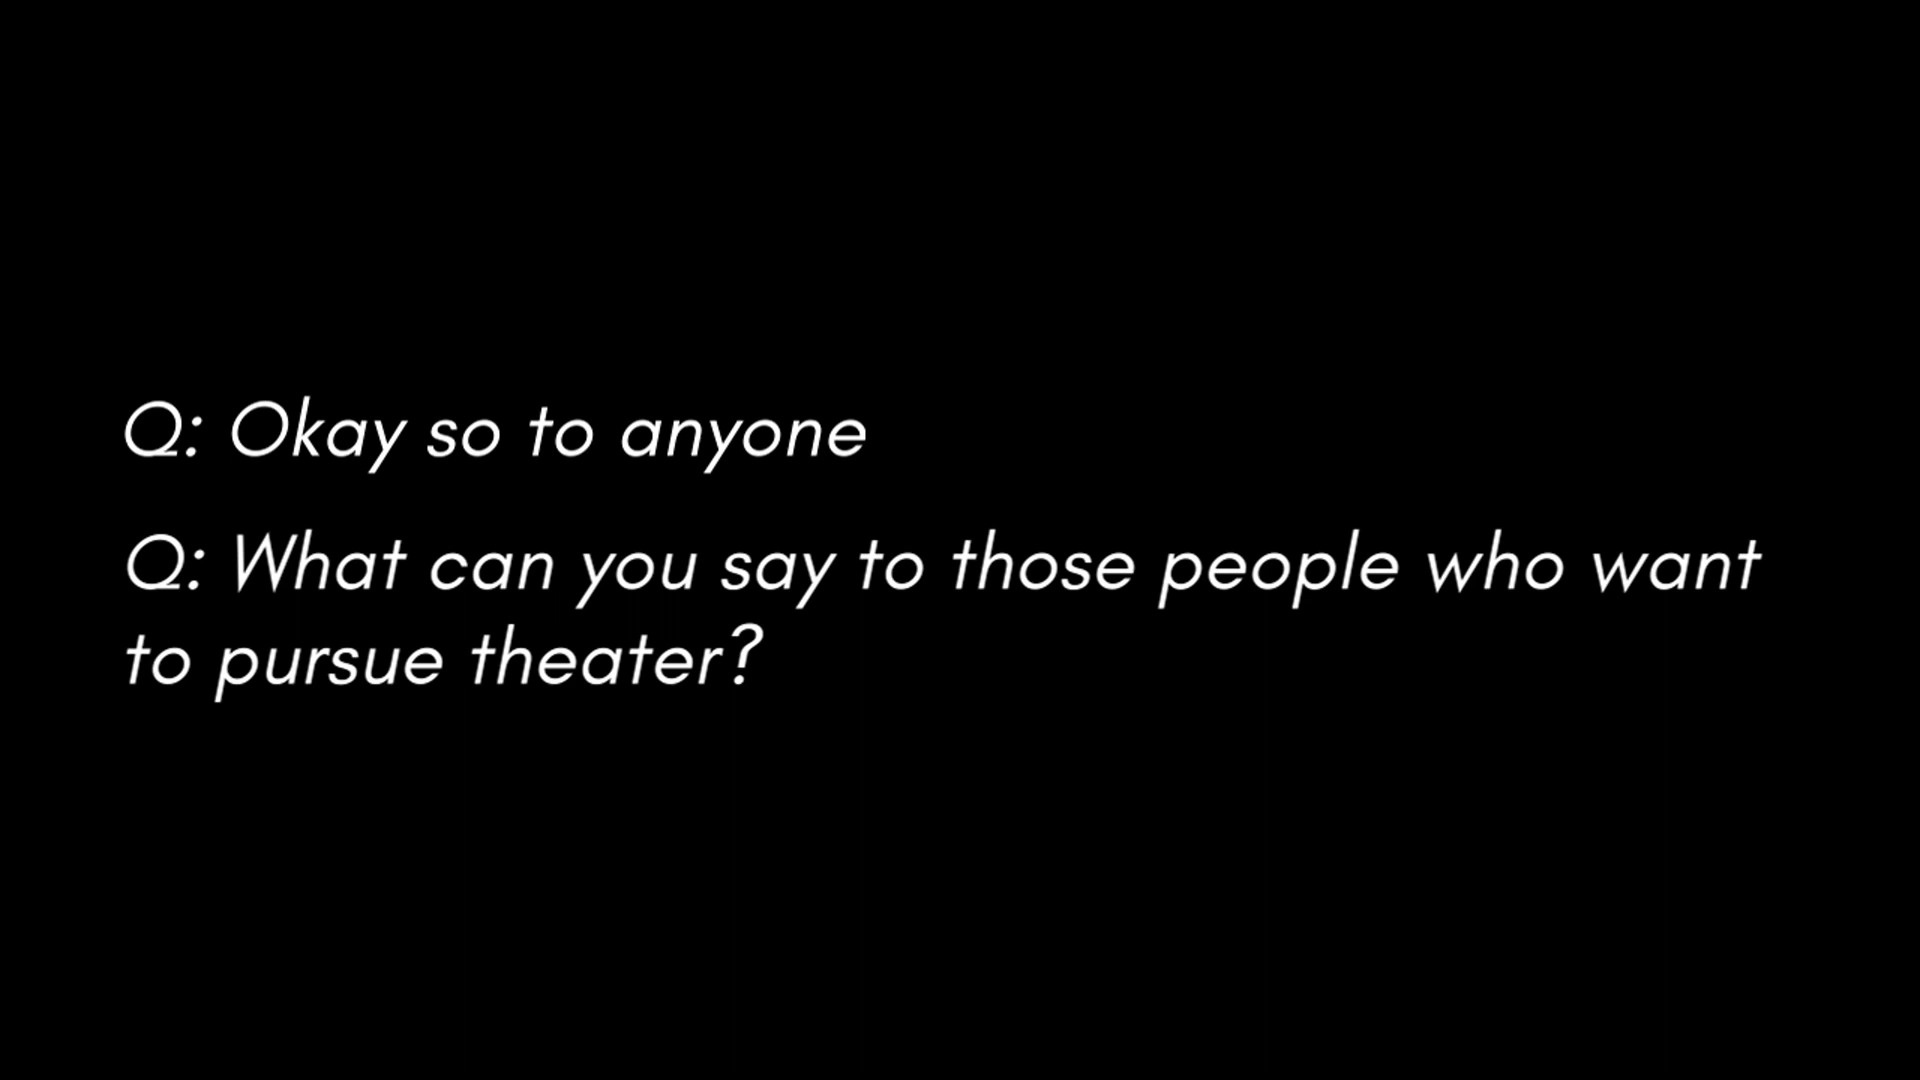 Q: Okay so to anyone
Q: What can you say to those people who want
to pursue theater?